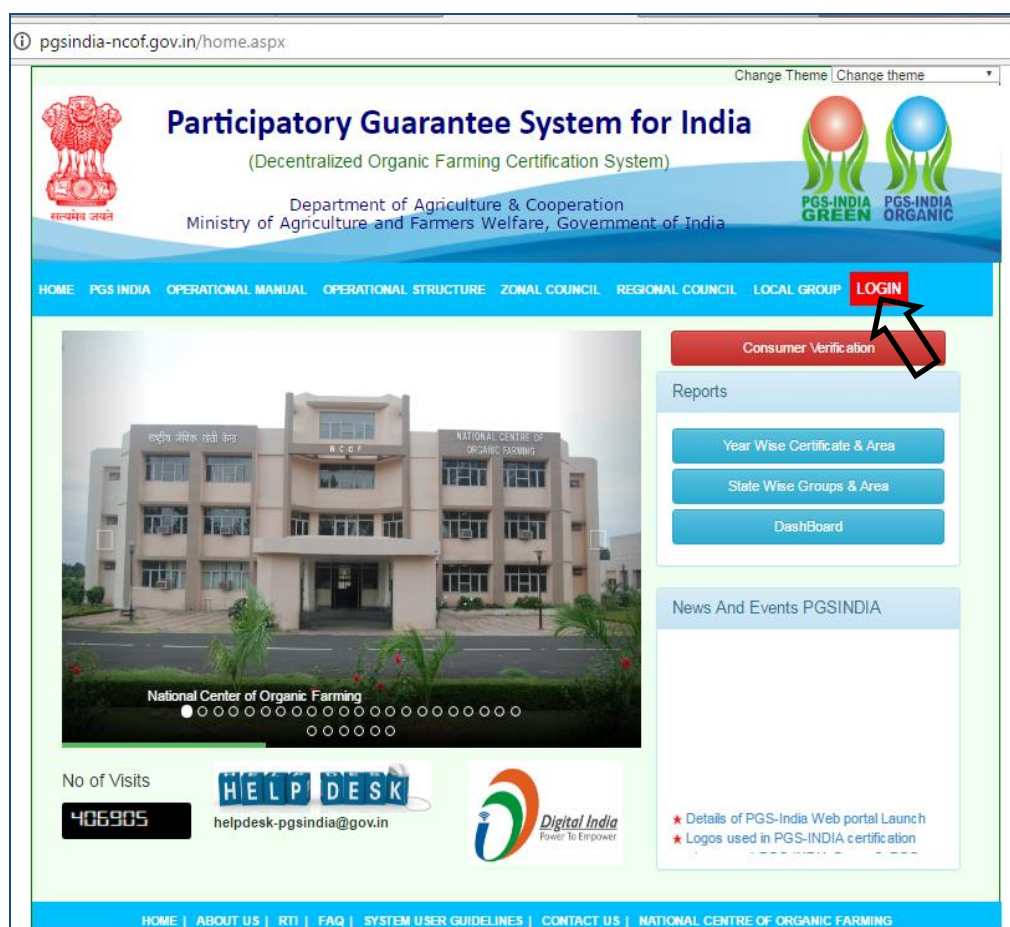 pgsindia-ncof.gov.in/home.aspx
Change Theme Change theme
Participatory Guarantee System for India
(Decentralized Organic Farming Certification System)
Department of Agriculture & Cooperation
Ministry of Agriculture and Farmers Welfare, Government of India
सत्यमेव जयते
PGS-INDIA GREEN
PGS-INDIA ORGANIC
HOME PGS INDIA OPERATIONAL MANUAL OPERATIONAL STRUCTURE ZONAL COUNCIL REGIONAL COUNCIL LOCAL GROUP LOGIN
राष्ट्रीय जैविक खेती केन्द्र
NCOF
NATIONAL CENTRE OF
ORGANIC FARMING
National Center of Organic Farming
Consumer Verification
Reports
Year Wise Certificate & Area
State Wise Groups & Area
DashBoard
News And Events PGSINDIA
Details of PGS-India Web portal Launch
Logos used in PGS-INDIA certification
No of Visits
406905
HELP DESK
helpdesk-pgsindia@gov.in
Digital India
Power To Empower
HOME | ABOUT US | RTI | FAQ | SYSTEM USER GUIDELINES | CONTACT US | NATIONAL CENTRE OF ORGANIC FARMING